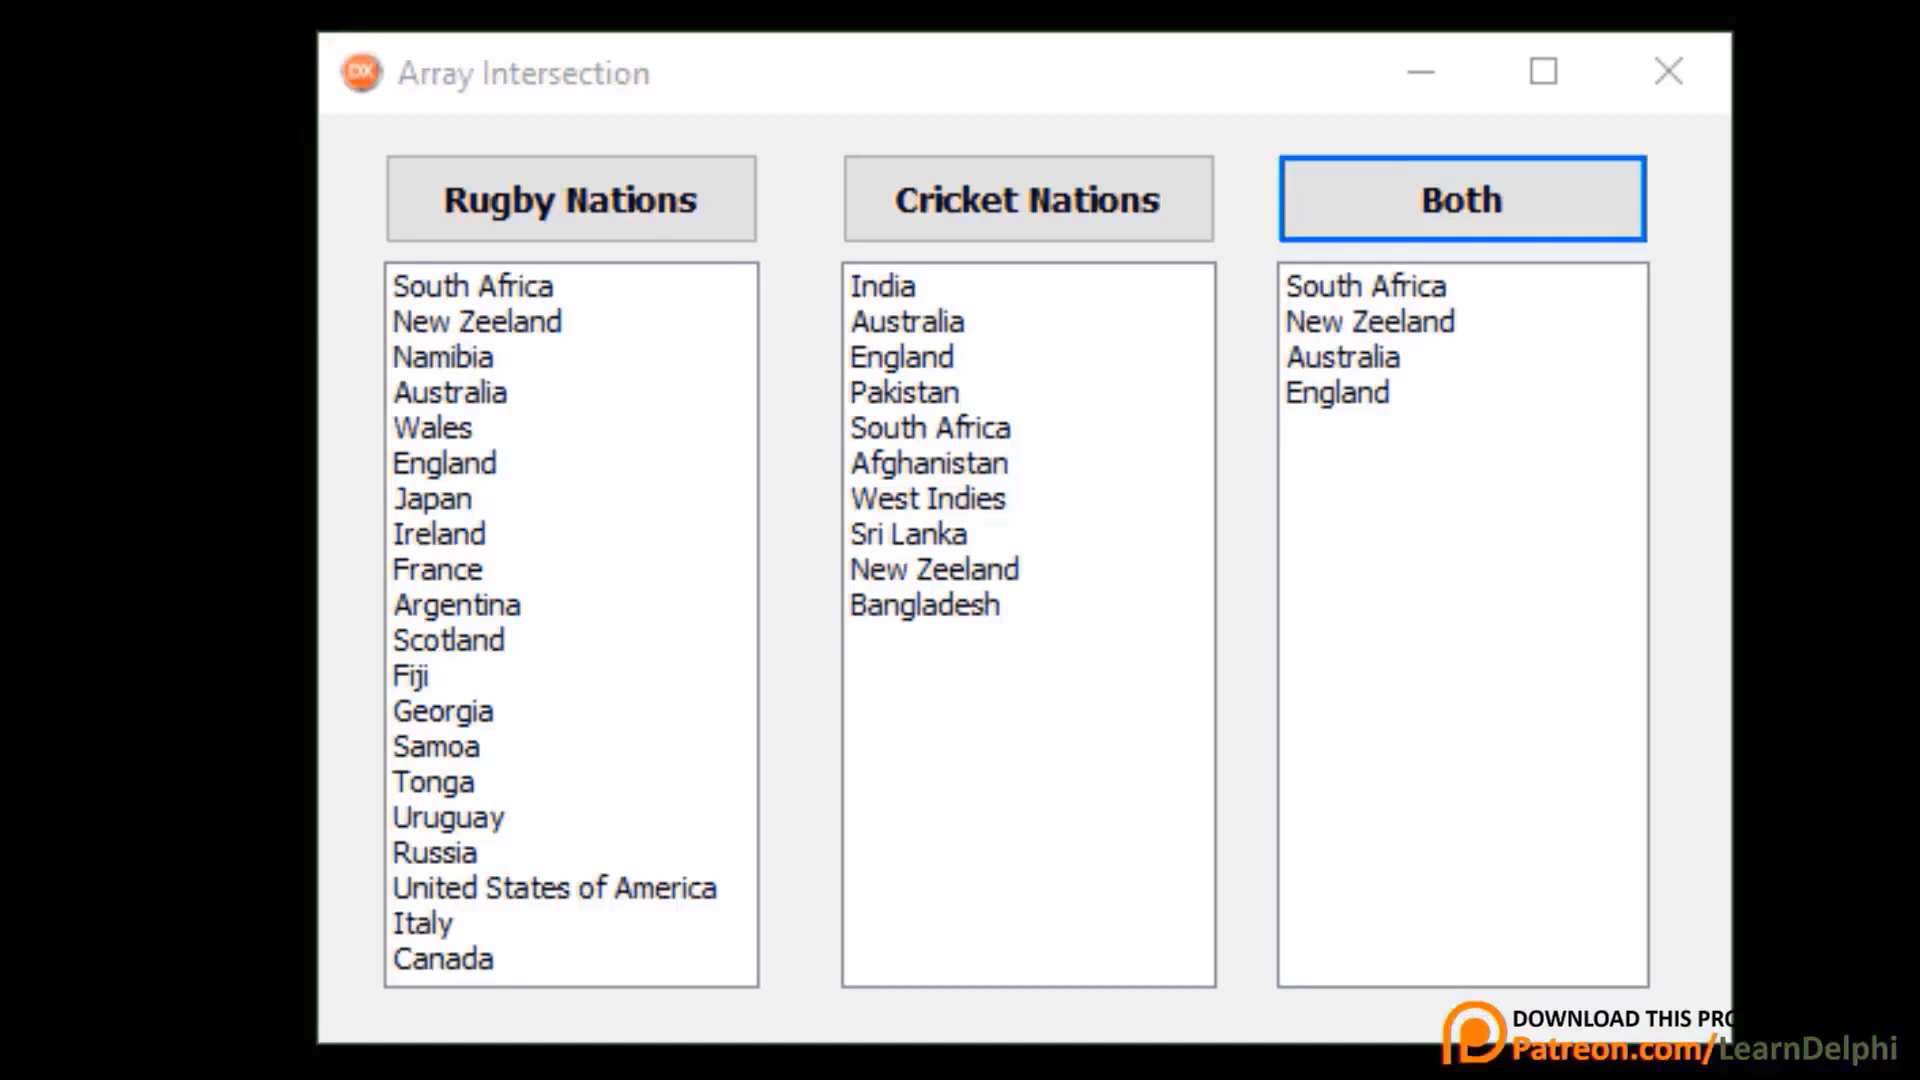 Array Intersection
Rugby Nations
South Africa
New Zeeland
Namibia
Australia
Wales
England
Japan
Ireland
France
Argentina
Scotland
Fiji
Georgia
Samoa
Tonga
Uruguay
Russia
United States of America
Italy
Canada
Cricket Nations
India
Australia
England
Pakistan
South Africa
Afghanistan
West Indies
Sri Lanka
New Zeeland
Bangladesh
Both
South Africa
New Zeeland
Australia
England
DOWNLOAD THIS PRO
Patreon.com/LearnDelphi